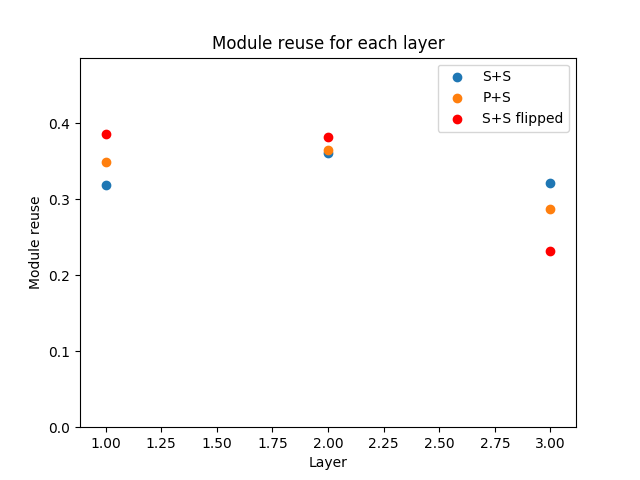 Module reuse for each layer
S+S
P+S
S+S flipped
Module reuse
0.4
0.3
0.2
0.1
0.0
1.00 1.25 1.50 1.75 2.00 2.25 2.50 2.75 3.00
Layer